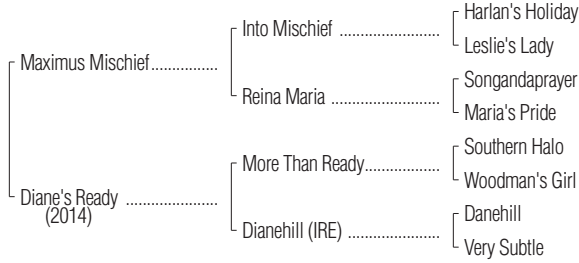 Harlan's Holiday
Into Mischief ..................
Leslie's Lady
Maximus Mischief................
Songandaprayer
Reina Maria ....................
Maria's Pride
Southern Halo
More Than Ready.................
Woodman's Girl
Diane's Ready ..................
(2014)
Danehill
Dianehill (IRE) .................
Very Subtle